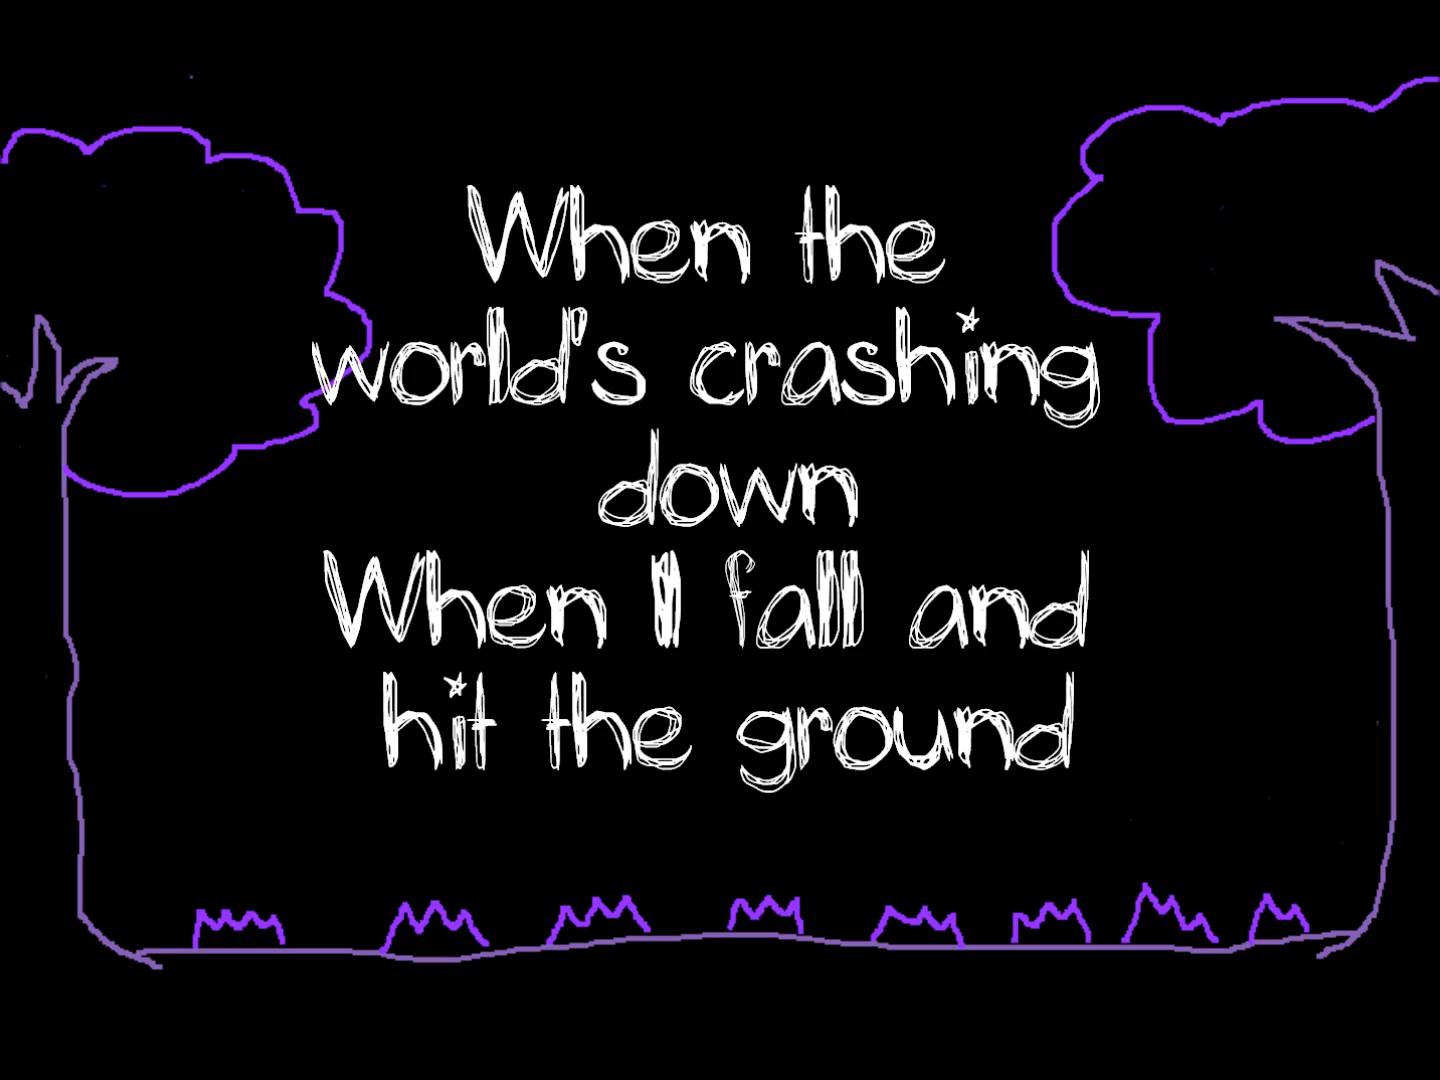 When the
world's crashing
down
When I fall and
hit the ground